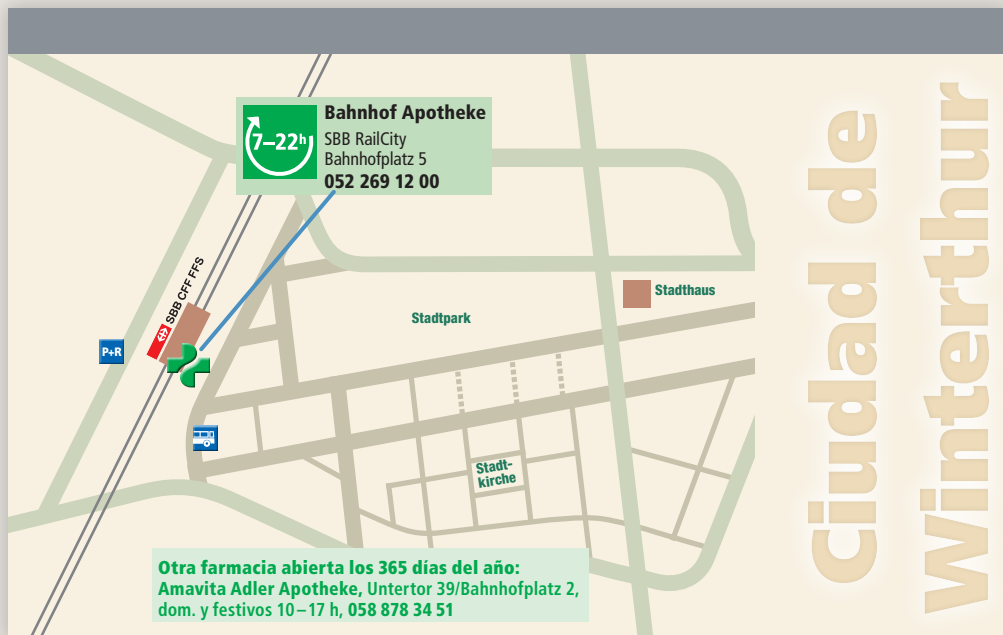 Bahnhof Apotheke
7–22h
SBB RailCity
Bahnhofplatz 5
052 269 12 00
SBB CFF FFS
P+R
Stadtpark
Stadthaus
Stadt-
kirche
Otra farmacia abierta los 365 días del año:
Amavita Adler Apotheke, Untertor 39/Bahnhofplatz 2,
dom. y festivos 10–17 h, 058 878 34 51
Ciudad de
Winterthur